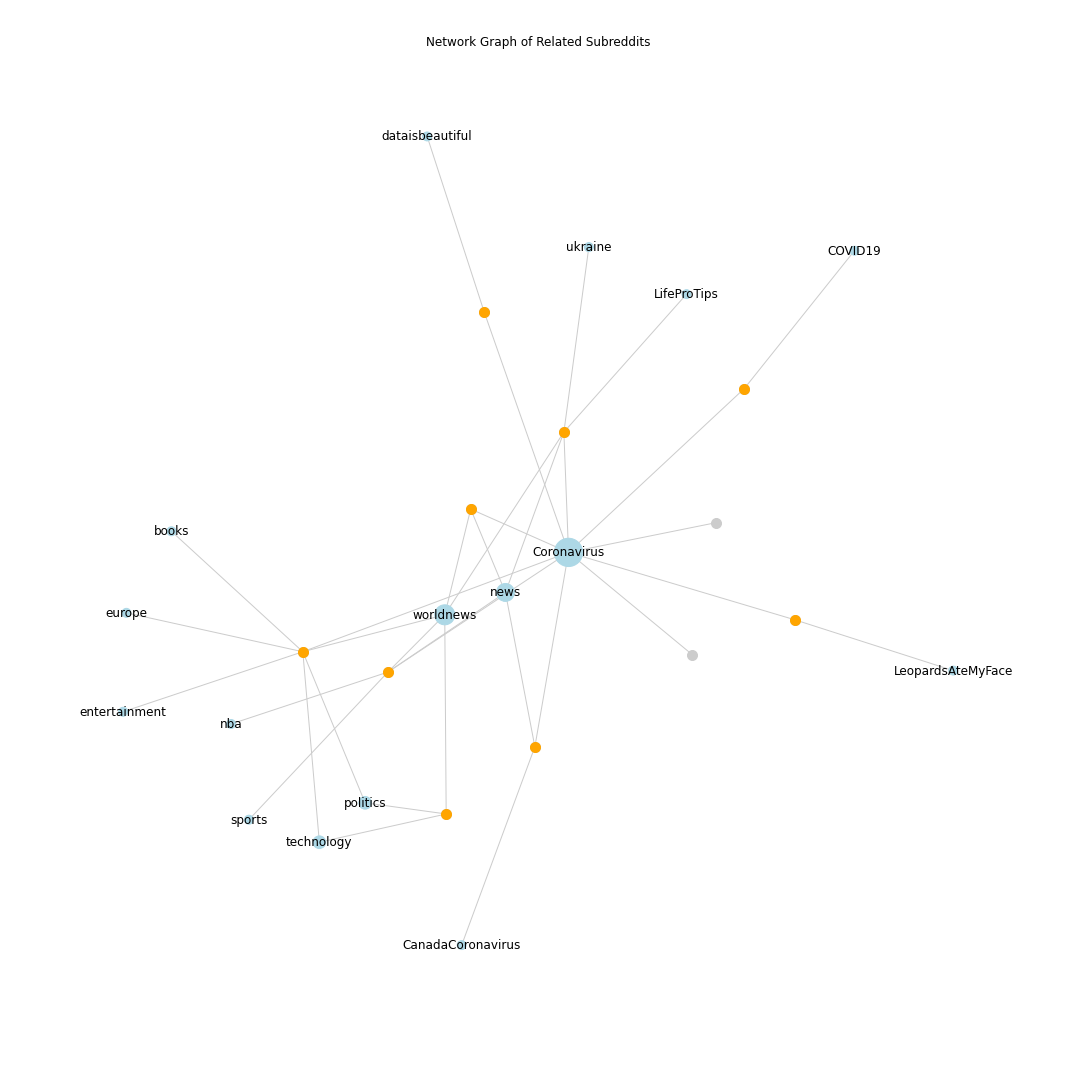 Network Graph of Related Subreddits
dataisbeautiful
ukraine
COVID19
LifeProTips
books
Coronavirus
news
worldnews
europe
LeopardsAteMyFace
entertainment
nba
politics
sports
technology
CanadaCoronavirus